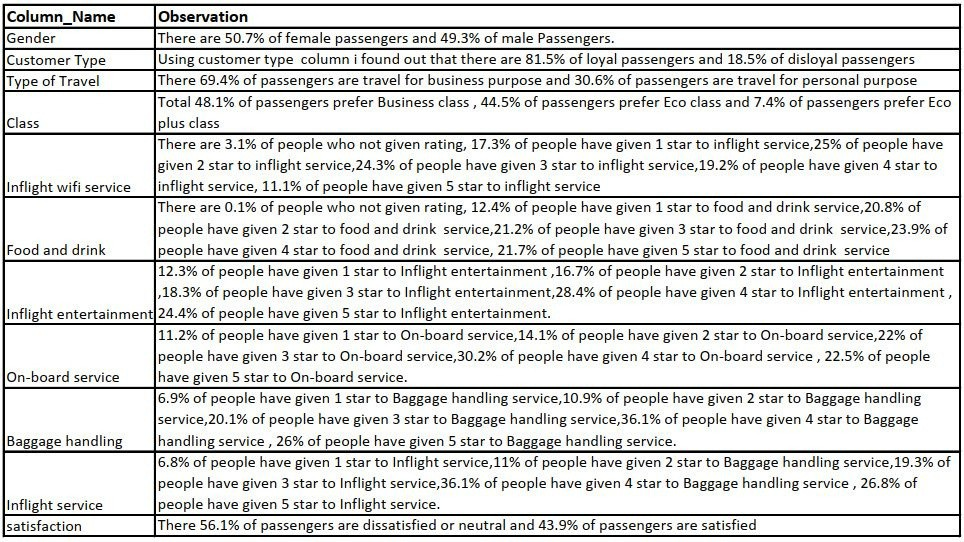 Column_Name Observation
Gender There are 50.7% of female passengers and 49.3% of male Passengers.
Customer Type Using customer type  column i found out that there are 81.5% of loyal passengers and 18.5% of disloyal passengers
Type of Travel There 69.4% of passengers are travel for business purpose and 30.6% of passengers are travel for personal purpose
Total 48.1% of passengers prefer Business class , 44.5% of passengers prefer Eco class and 7.4% of passengers prefer Eco
Class plus class
There are 3.1% of people who not given rating, 17.3% of people have given 1 star to inflight service,25% of people have
given 2 star to inflight service,24.3% of people have given 3 star to inflight service,19.2% of people have given 4 star to
Inflight wifi service inflight service, 11.1% of people have given 5 star to inflight service
There are 0.1% of people who not given rating, 12.4% of people have given 1 star to food and drink service,20.8% of
people have given 2 star to food and drink  service,21.2% of people have given 3 star to food and drink  service,23.9% of
Food and drink people have given 4 star to food and drink  service, 21.7% of people have given 5 star to food and drink  service
12.3% of people have given 1 star to Inflight entertainment ,16.7% of people have given 2 star to Inflight entertainment
,18.3% of people have given 3 star to Inflight entertainment,28.4% of people have given 4 star to Inflight entertainment ,
Inflight entertainment 24.4% of people have given 5 star to Inflight entertainment.
11.2% of people have given 1 star to On-board service,14.1% of people have given 2 star to On-board service,22% of
people have given 3 star to On-board service,30.2% of people have given 4 star to On-board service , 22.5% of people
On-board service have given 5 star to On-board service.
6.9% of people have given 1 star to Baggage handling service,10.9% of people have given 2 star to Baggage handling
service,20.1% of people have given 3 star to Baggage handling service,36.1% of people have given 4 star to Baggage
Baggage handling handling service , 26% of people have given 5 star to Baggage handling service.
6.8% of people have given 1 star to Inflight service,11% of people have given 2 star to Baggage handling service,19.3% of
people have given 3 star to Inflight service,36.1% of people have given 4 star to Baggage handling service , 26.8% of
Inflight service people have given 5 star to Inflight service.
satisfaction There 56.1% of passengers are dissatisfied or neutral and 43.9% of passengers are satisfied